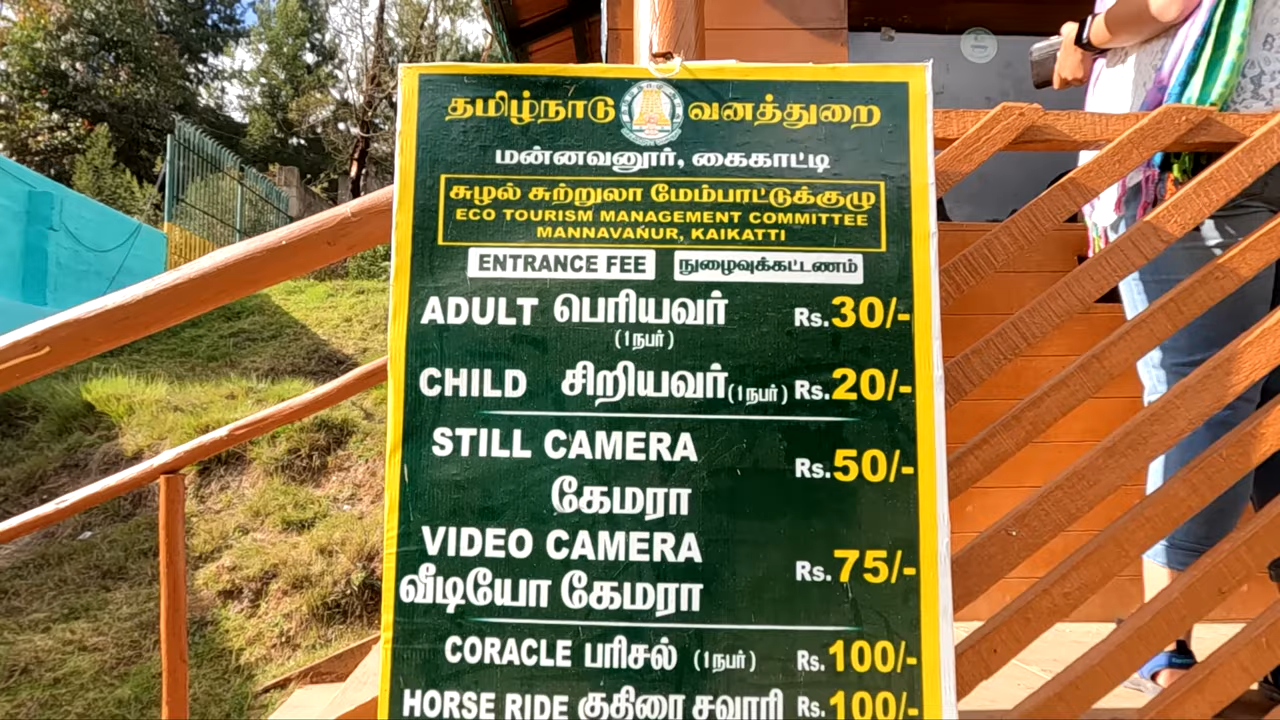 தமிழ்நாடு வனத்துறை
மன்னவனூர், கைகாட்டி
சுழல் சுற்றுலா மேம்பாட்டுக்குழு
ECO TOURISM MANAGEMENT COMMITTEE
MANNAVANUR, KAIKATTI
ENTRANCE FEE நுழைவுக்கட்டணம்
ADULT பெரியவர் Rs.30/-
(1நபர்)
CHILD சிறியவர்(1நபர்) Rs.20/-
STILL CAMERA Rs.50/-
கேமரா
VIDEO CAMERA Rs.75/-
வீடியோ கேமரா
CORACLE பரிசல் (1நபர்) Rs.100/-
HORSE RIDE குதிரை சவாரி Rs.100/-